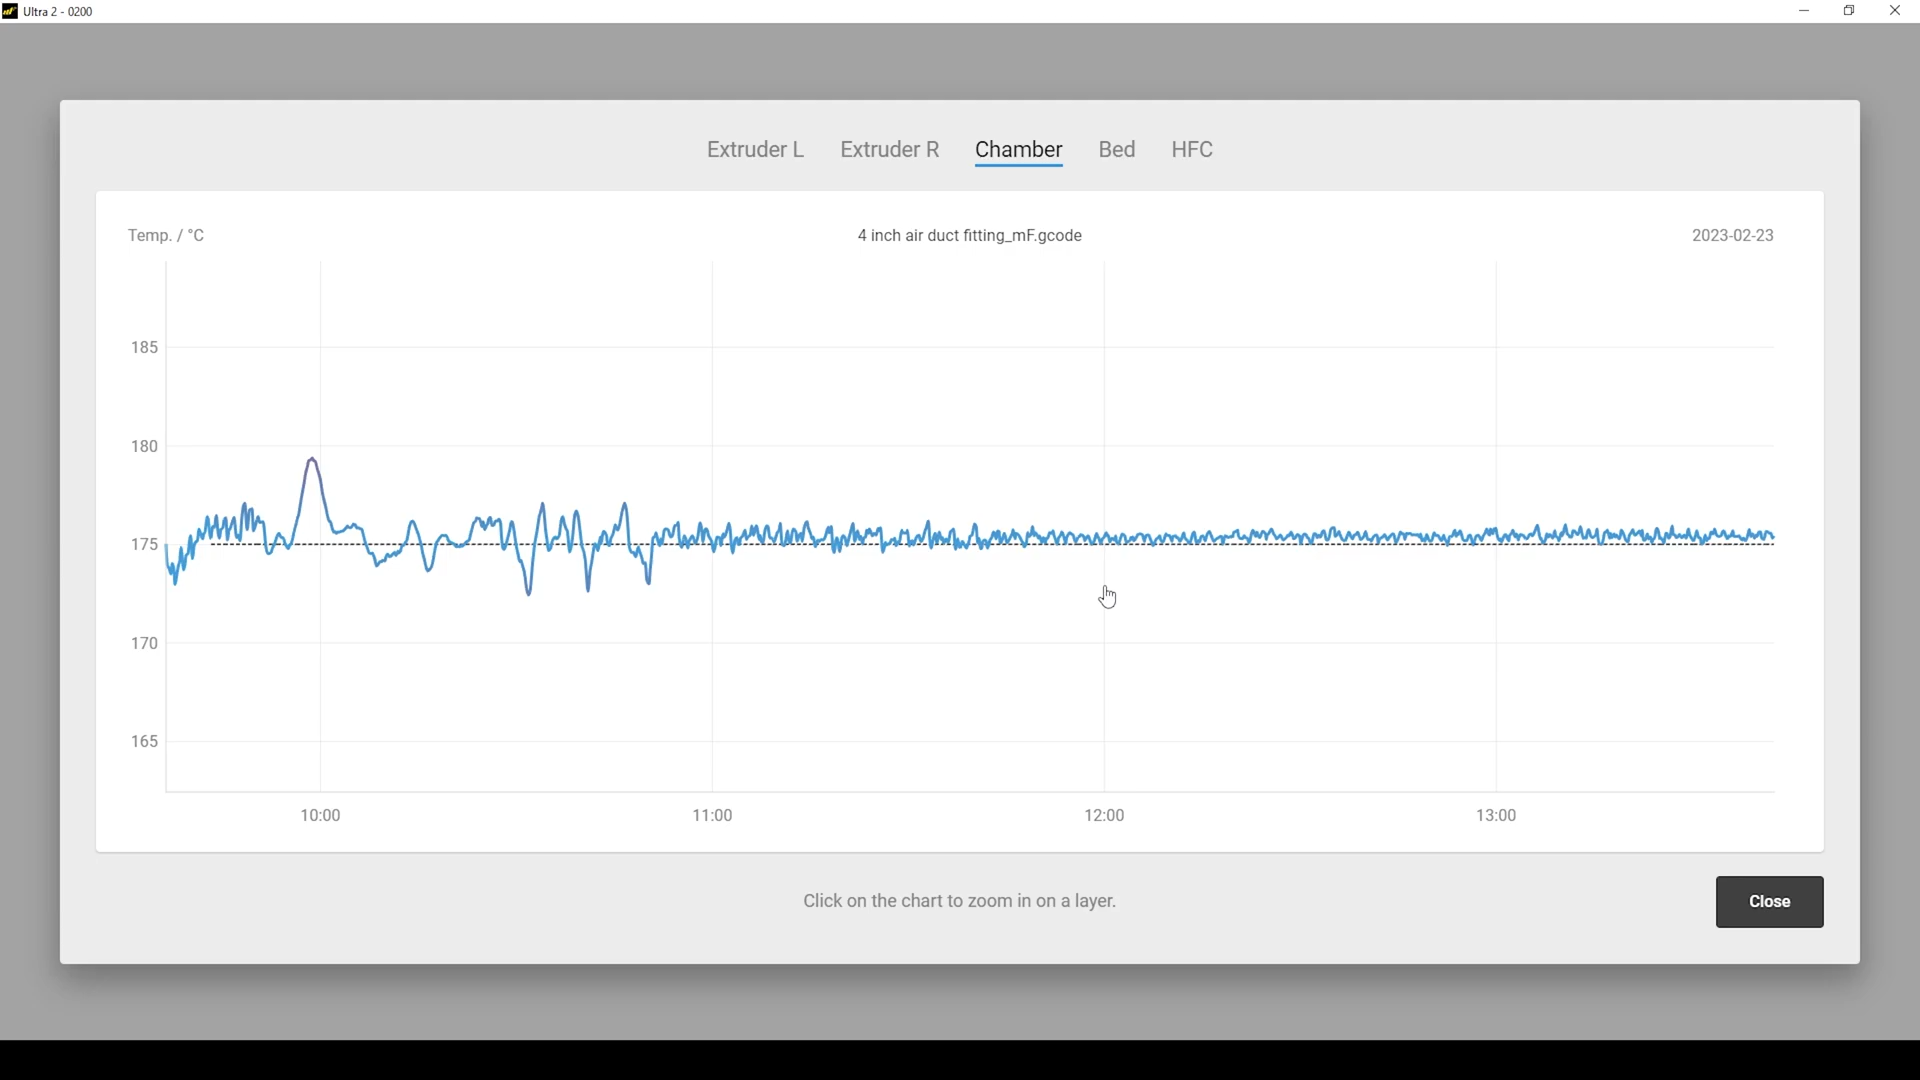 Ultra 2 - 0200
Extruder L Extruder R Chamber Bed HFC
Temp. / °C 4 inch air duct fitting_mF.gcode 2023-02-23
185
180
175
170
165
10:00 11:00 12:00 13:00
Click on the chart to zoom in on a layer.
Close